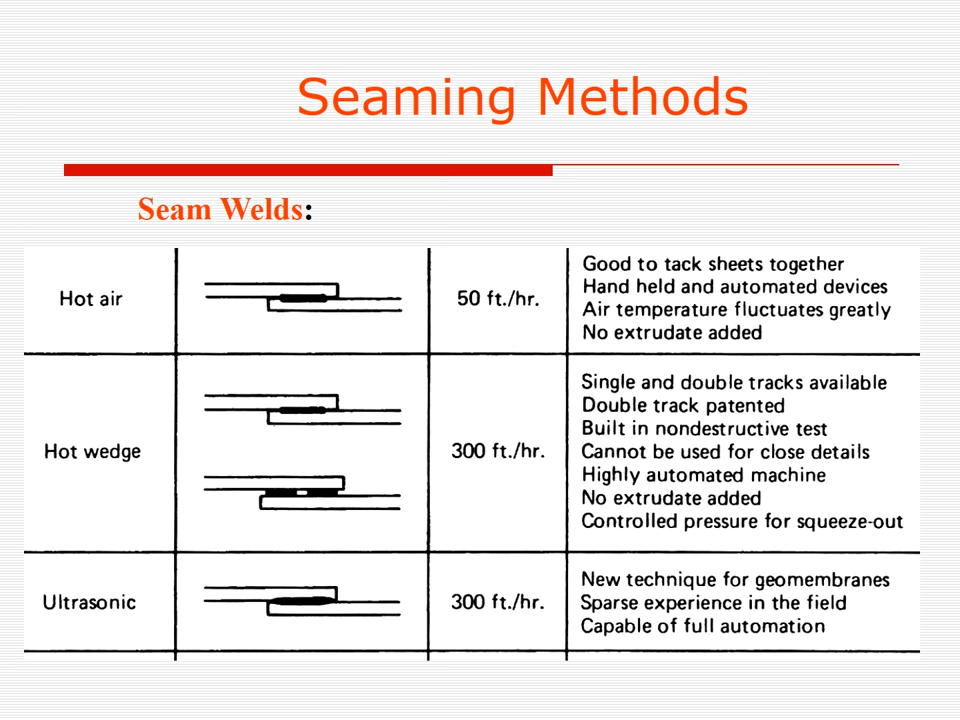 Seaming Methods
Seam Welds:
Hot air
50 ft./hr.
Good to tack sheets together
Hand held and automated devices
Air temperature fluctuates greatly
No extrudate added
Hot wedge
300 ft./hr.
Single and double tracks available
Double track patented
Built in nondestructive test
Cannot be used for close details
Highly automated machine
No extrudate added
Controlled pressure for squeeze-out
Ultrasonic
300 ft./hr.
New technique for geomembranes
Sparse experience in the field
Capable of full automation